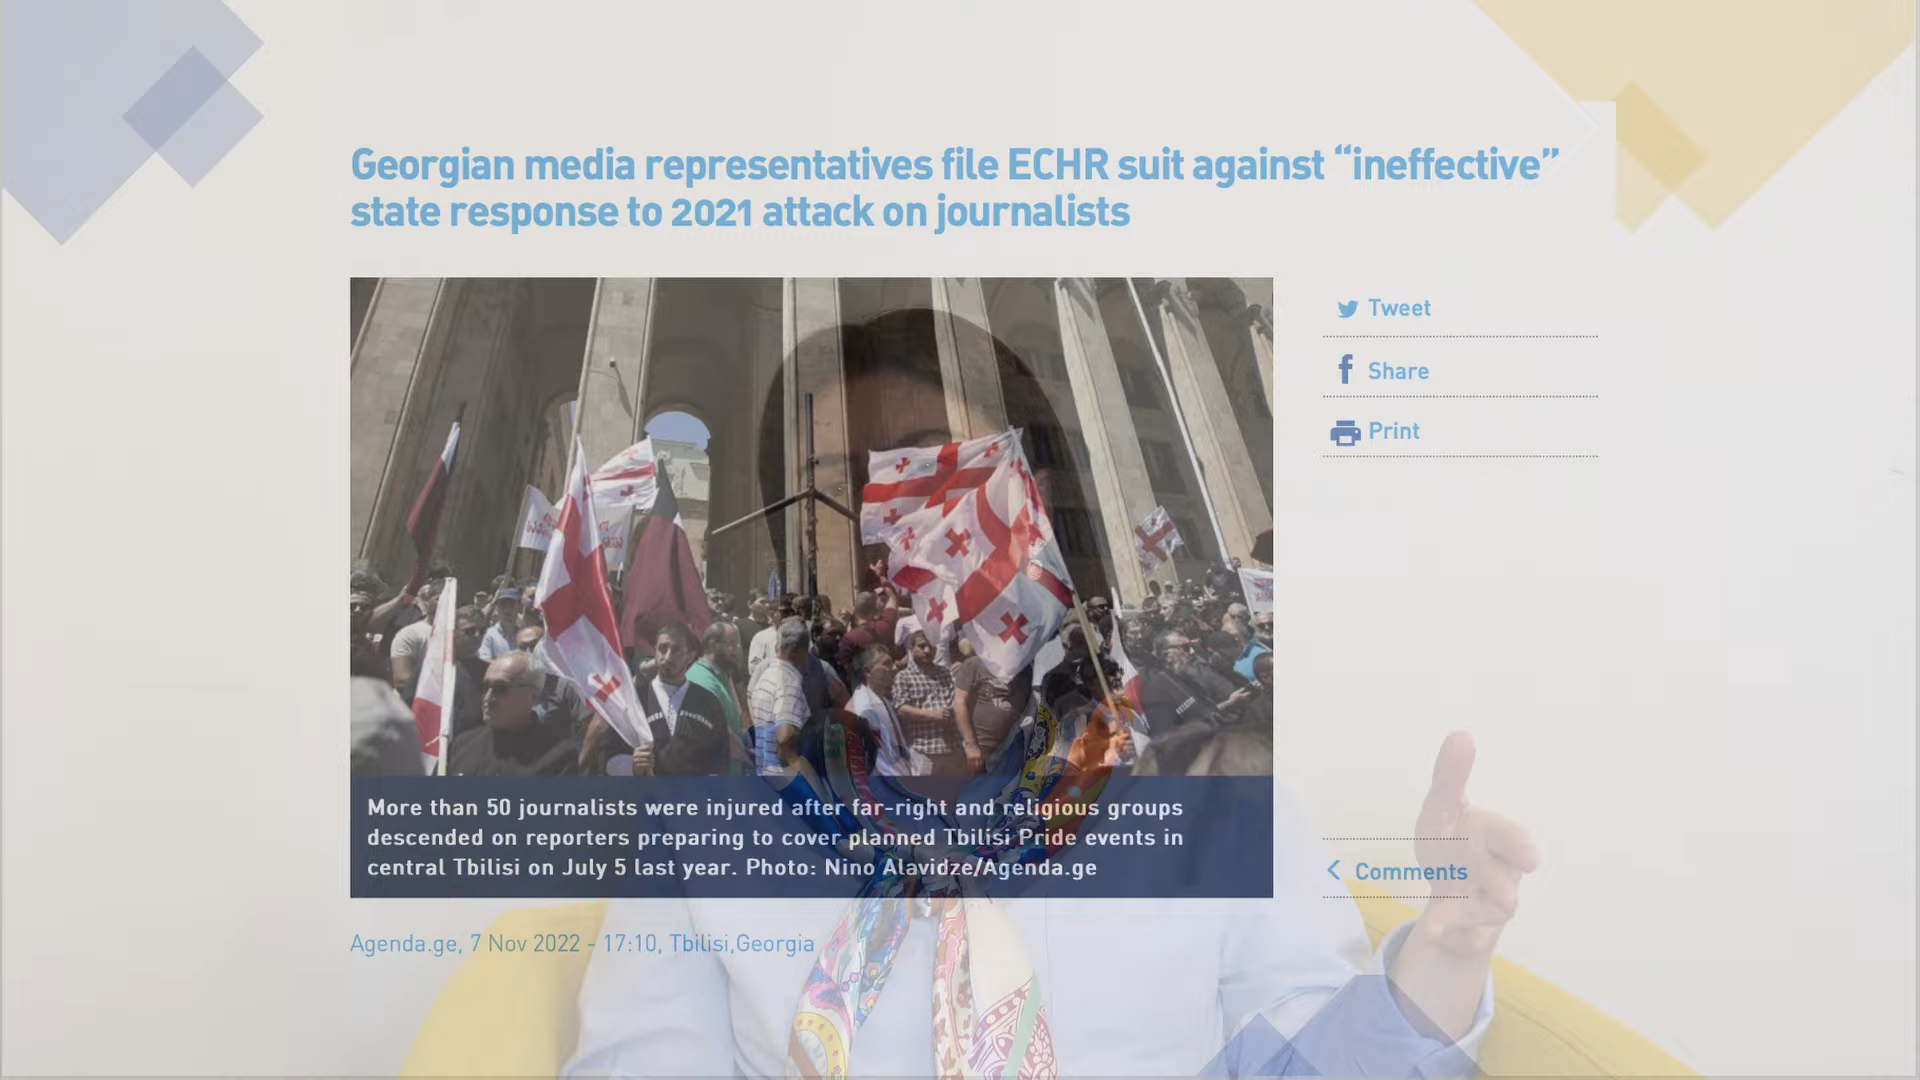 Georgian media representatives file ECHR suit against “ineffective”
state response to 2021 attack on journalists
Tweet
Share
Print
More than 50 journalists were injured after far-right and religious groups
descended on reporters preparing to cover planned Tbilisi Pride events in
central Tbilisi on July 5 last year. Photo: Nino Alavidze/Agenda.ge
Comments
Agenda.ge, 7 Nov 2022 - 17:10, Tbilisi,Georgia